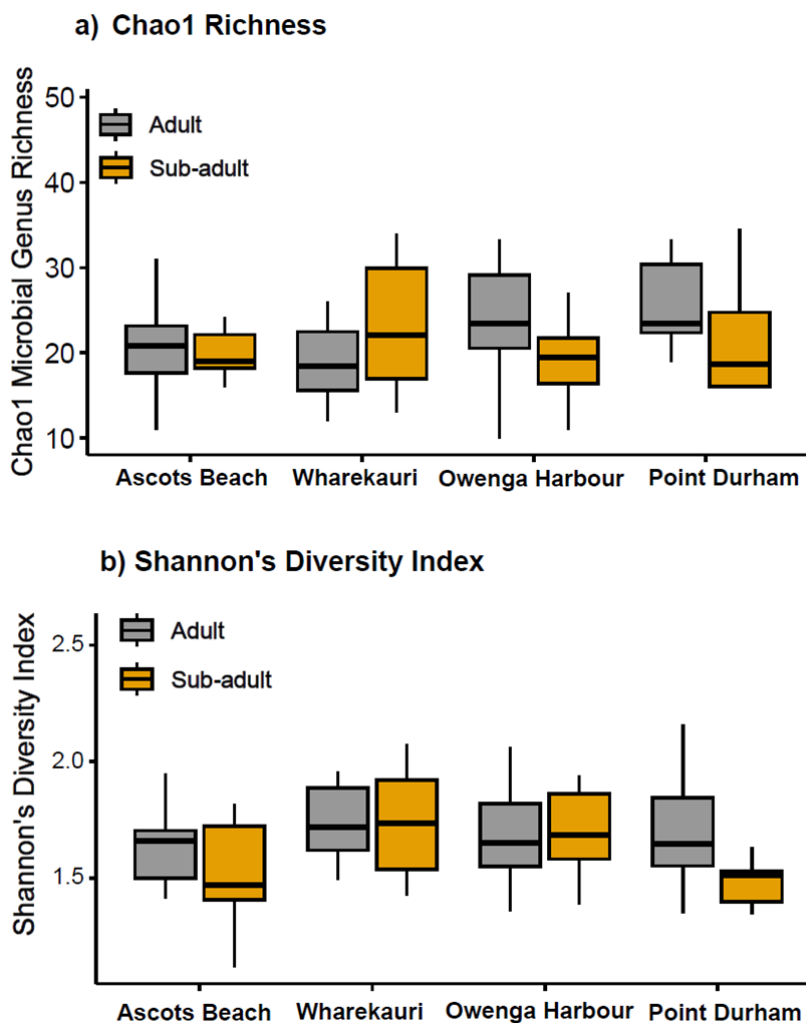 a) Chao1 Richness
Chao1 Microbial Genus Richness
50
40
30
20
10
Adult
Sub-adult
Ascots Beach Wharekauri Owenga Harbour Point Durham
b) Shannon's Diversity Index
Shannon's Diversity Index
2.5
2.0
1.5
Adult
Sub-adult
Ascots Beach Wharekauri Owenga Harbour Point Durham